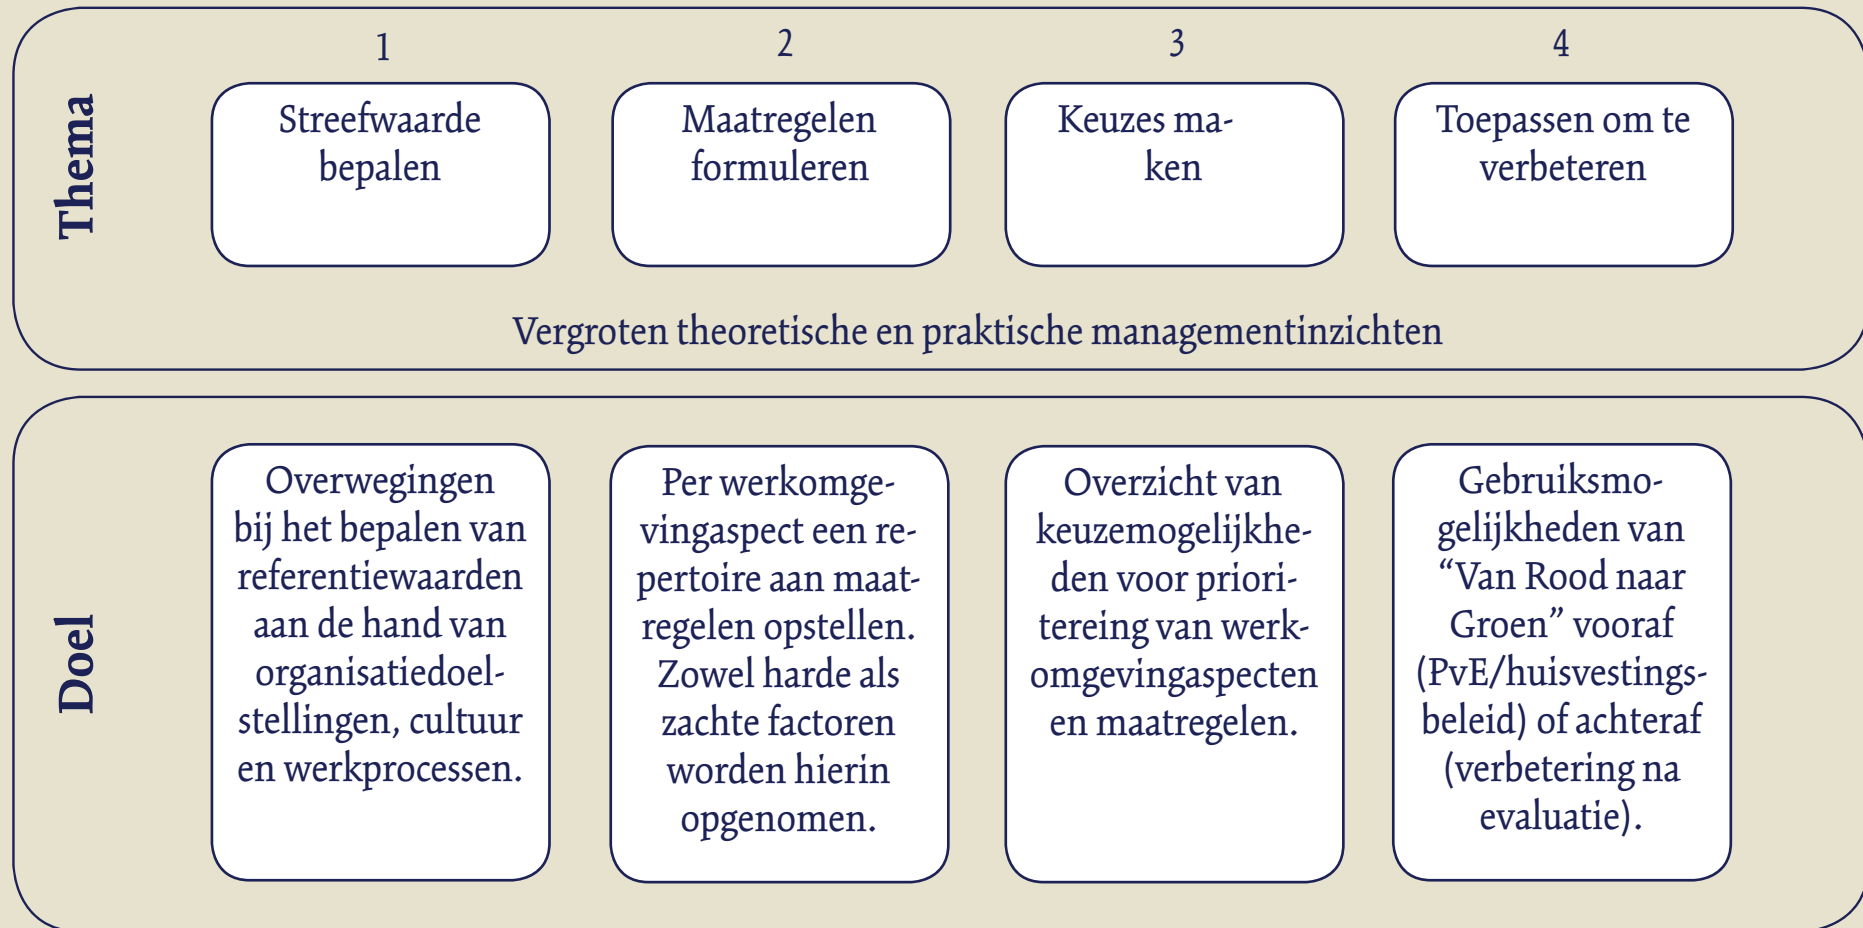 Thema
1
Streefwaarde
bepalen
2
Maatregelen
formuleren
3
Keuzes ma-
ken
4
Toepassen om te
verbeteren
Vergroten theoretische en praktische managementinzichten
Doel
Overwegingen
bij het bepalen van
referentiewaarden
aan de hand van
organisatiedoel-
stellingen, cultuur
en werkprocessen.
Per werkomge-
vingaspect een re-
pertoire aan maat-
regelen opstellen.
Zowel harde als
zachte factoren
worden hierin
opgenomen.
Overzicht van
keuzemogelijkhe-
den voor priori-
tereing van werk-
omgevingaspecten
en maatregelen.
Gebruiksmo-
gelijkheden van
“Van Rood naar
Groen” vooraf
(PvE/huisvestings-
beleid) of achteraf
(verbetering na
evaluatie).